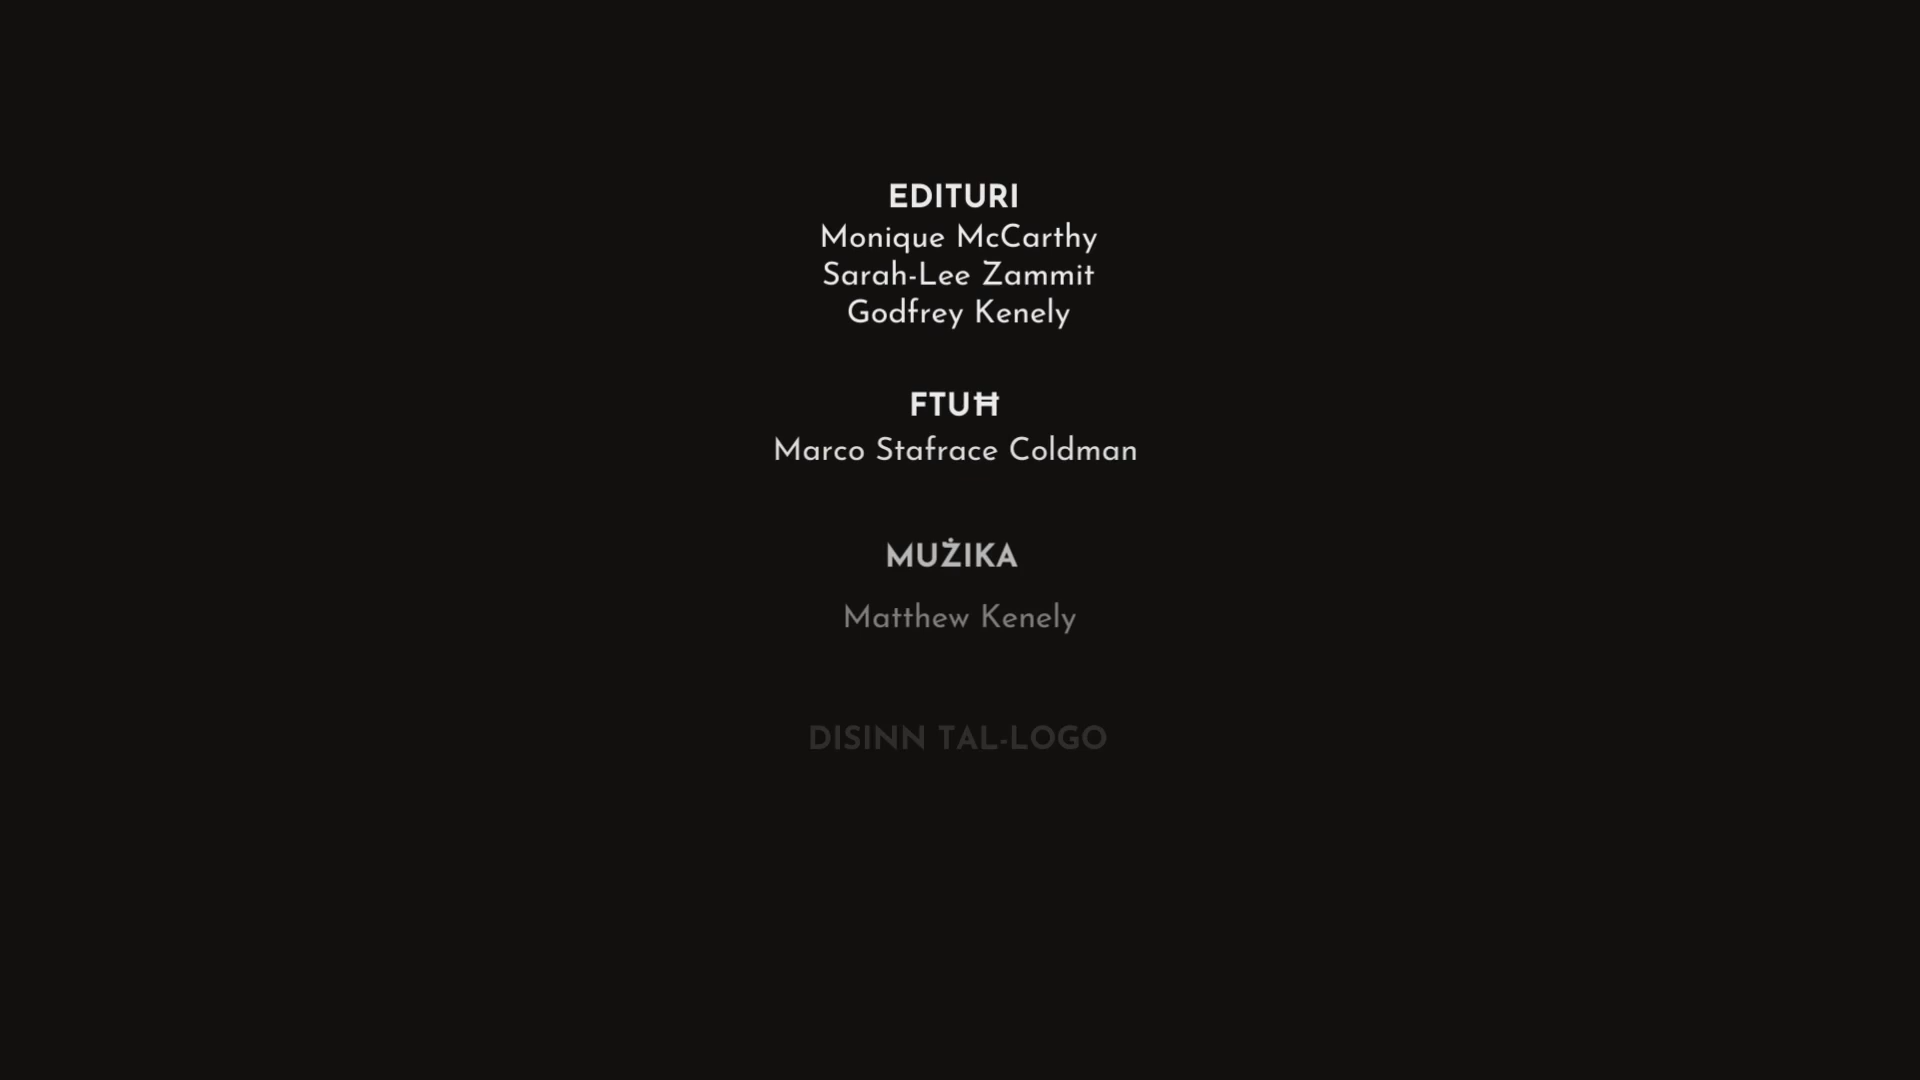 EDITURI
Monique McCarthy
Sarah-Lee Zammit
Godfrey Kenely
FTUĦ
Marco Stafrace Coldman
MUŻIKA
Matthew Kenely
DISINN TAL-LOGO